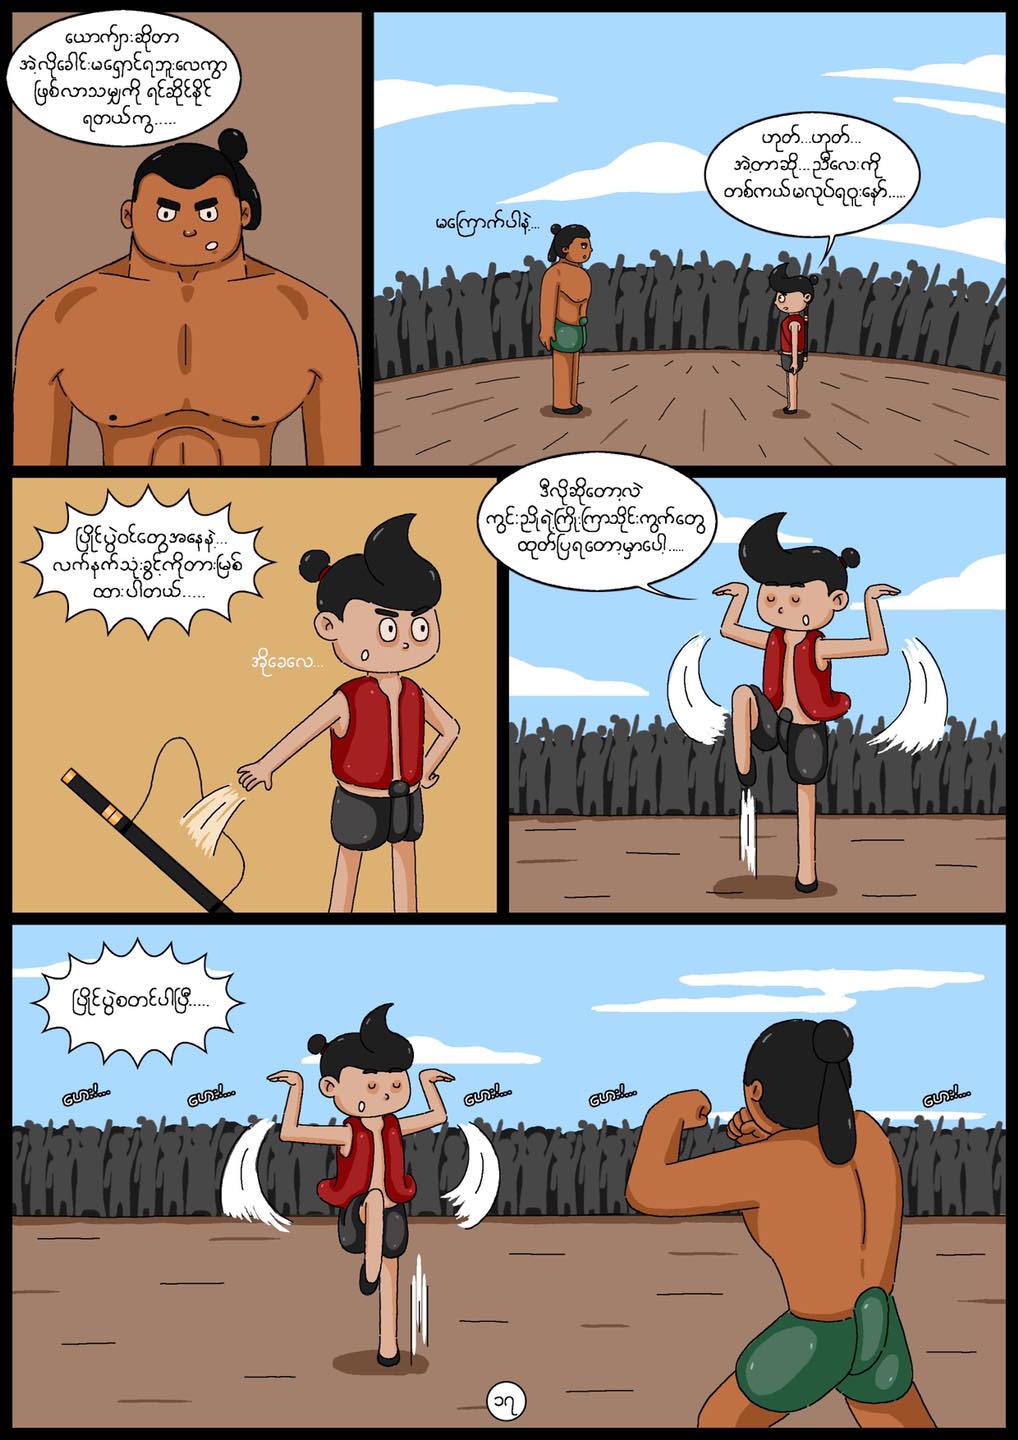 ယောက်ျားဆိုတာ
အဲ့လိုခေါင်းမရှောင်ရဘူးလေကွာ
ဖြစ်လာသမျှကို ရင်ဆိုင်နိုင်
ရတယ်ကွ.....
ဟုတ်...ဟုတ်...
အဲ့တာဆို...ညီလေးကို
တစ်ကယ်မလုပ်ရဝူးနော်.....
မကြောက်ပါနဲ့...
ပြိုင်ပွဲဝင်တွေအနေနဲ့...
လက်နက်သုံးခွင့်ကိုတားမြစ်
ထားပါတယ်.....
အိုခေလေ...
ဒီလိုဆိုတော့လဲ
ကွင်းညိုရဲ့ကြိုးကြာသိုင်းကွက်တွေ
ထုတ်ပြရတော့မှာပေါ့.....
ပြိုင်ပွဲစတင်ပါပြီ.....
ဟေး!....
ဟေး!....
ဟေး!....
ဟေး!....
ဟေး!....
၁၇